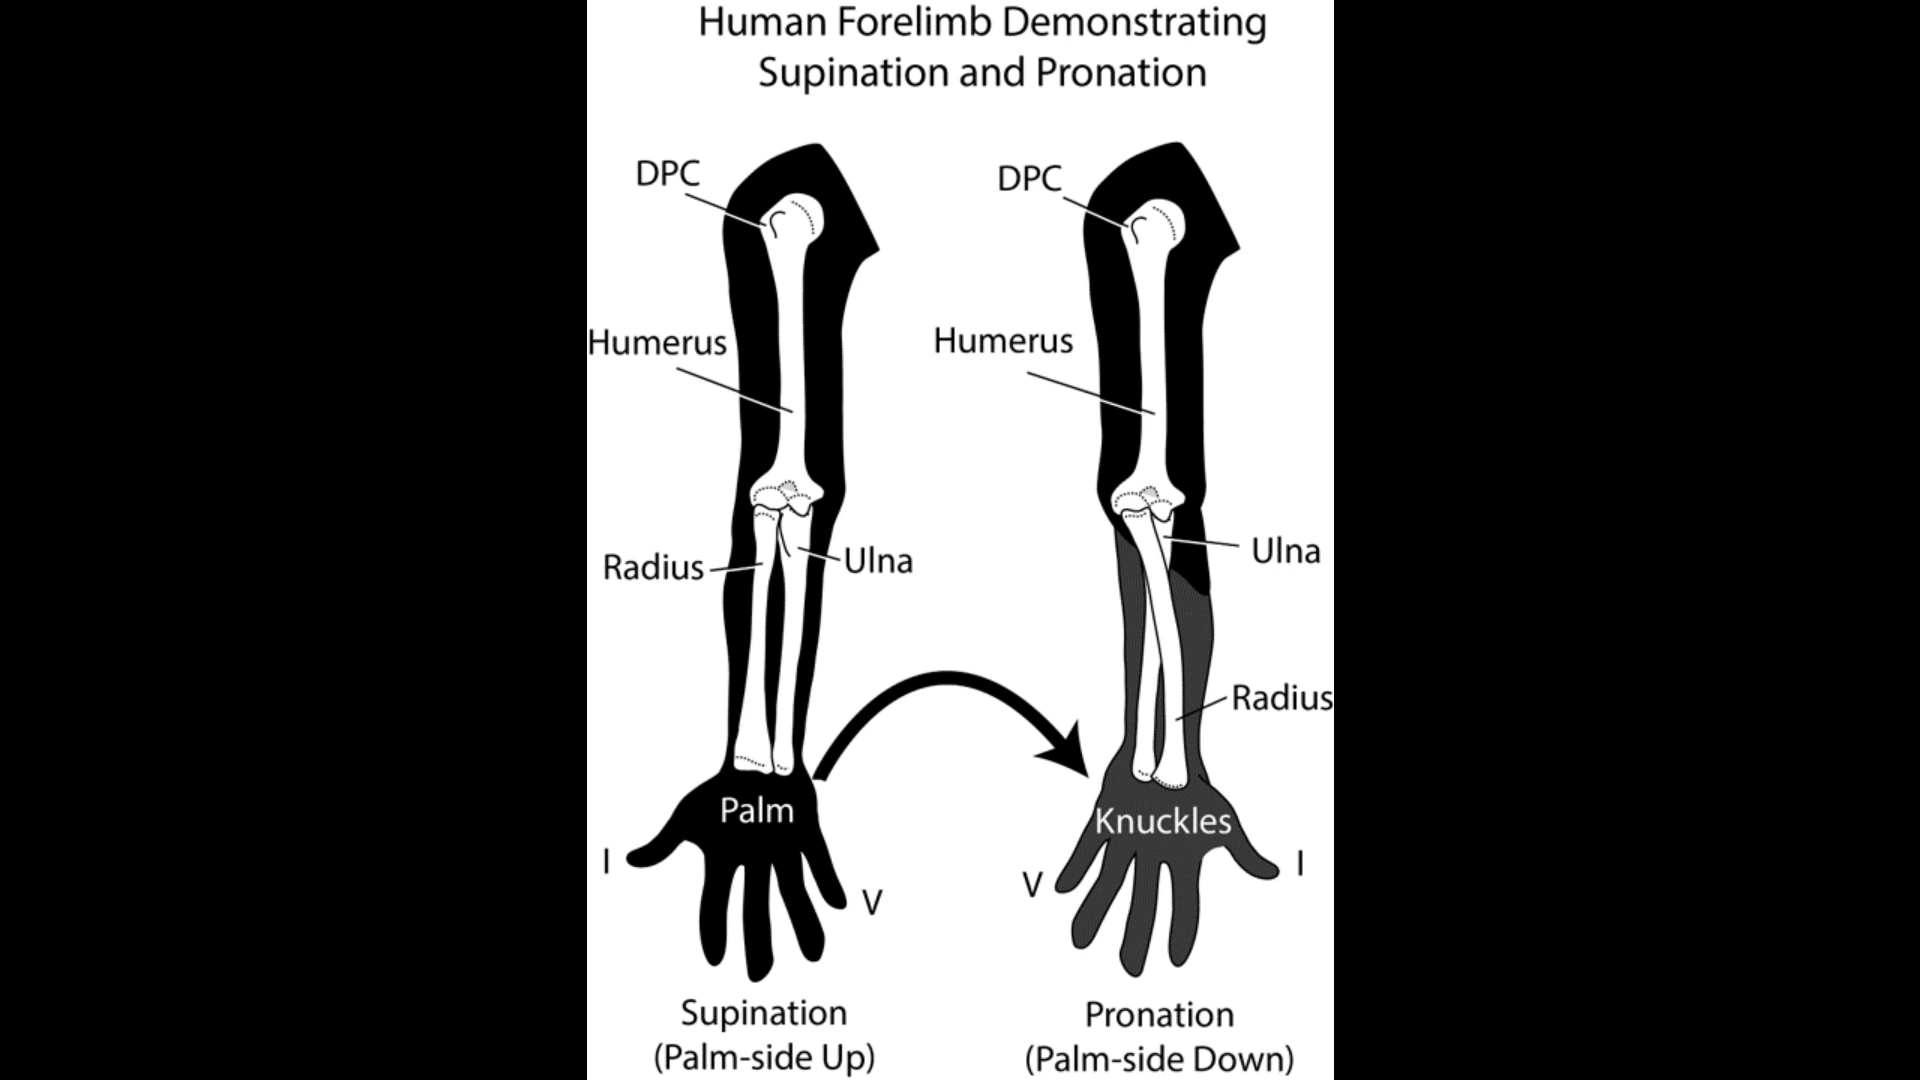 Human Forelimb Demonstrating
Supination and Pronation
DPC
DPC
Humerus
Humerus
Radius
Ulna
Ulna
Radius
Palm
Knuckles
I
V
V
I
Supination
(Palm-side Up)
Pronation
(Palm-side Down)